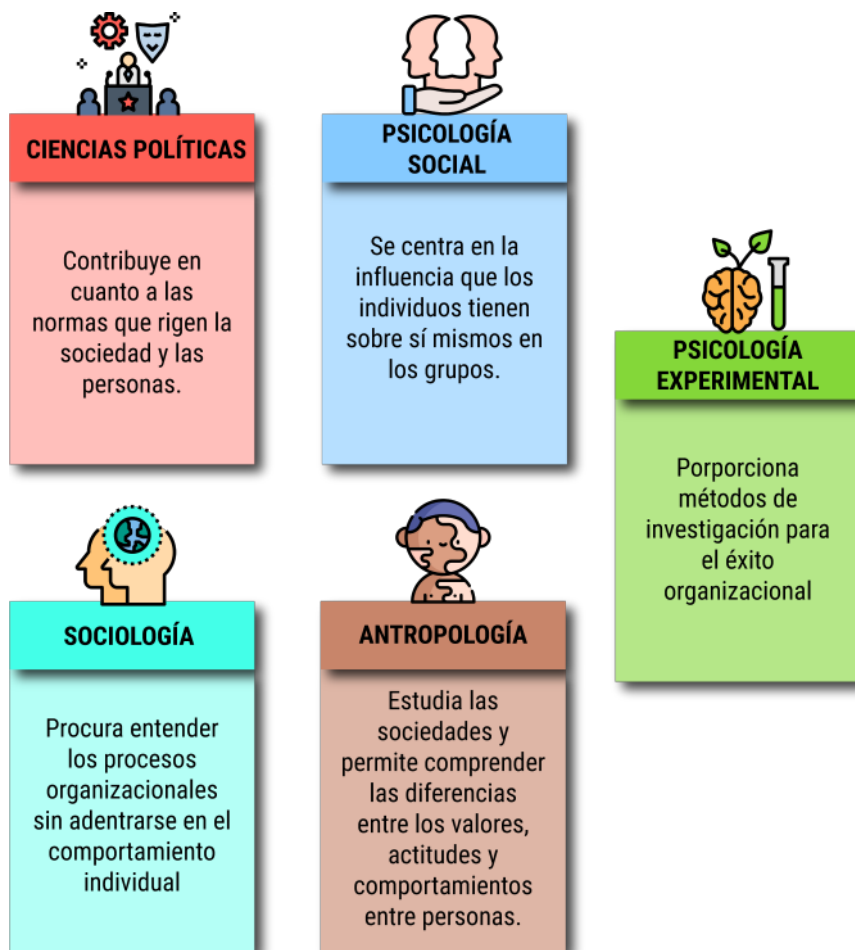 CIENCIAS POLÍTICAS
Contribuye en
cuanto a las
normas que rigen la
sociedad y las
personas.
PSICOLOGÍA
SOCIAL
Se centra en la
influencia que los
individuos tienen
sobre sí mismos en
los grupos.
PSICOLOGÍA
EXPERIMENTAL
Porporciona
métodos de
investigación para
el éxito
organizacional
SOCIOLOGÍA
Procura entender
los procesos
organizacionales
sin adentrarse en el
comportamiento
individual
ANTROPOLOGÍA
Estudia las
sociedades y
permite comprender
las diferencias
entre los valores,
actitudes y
comportamientos
entre personas.